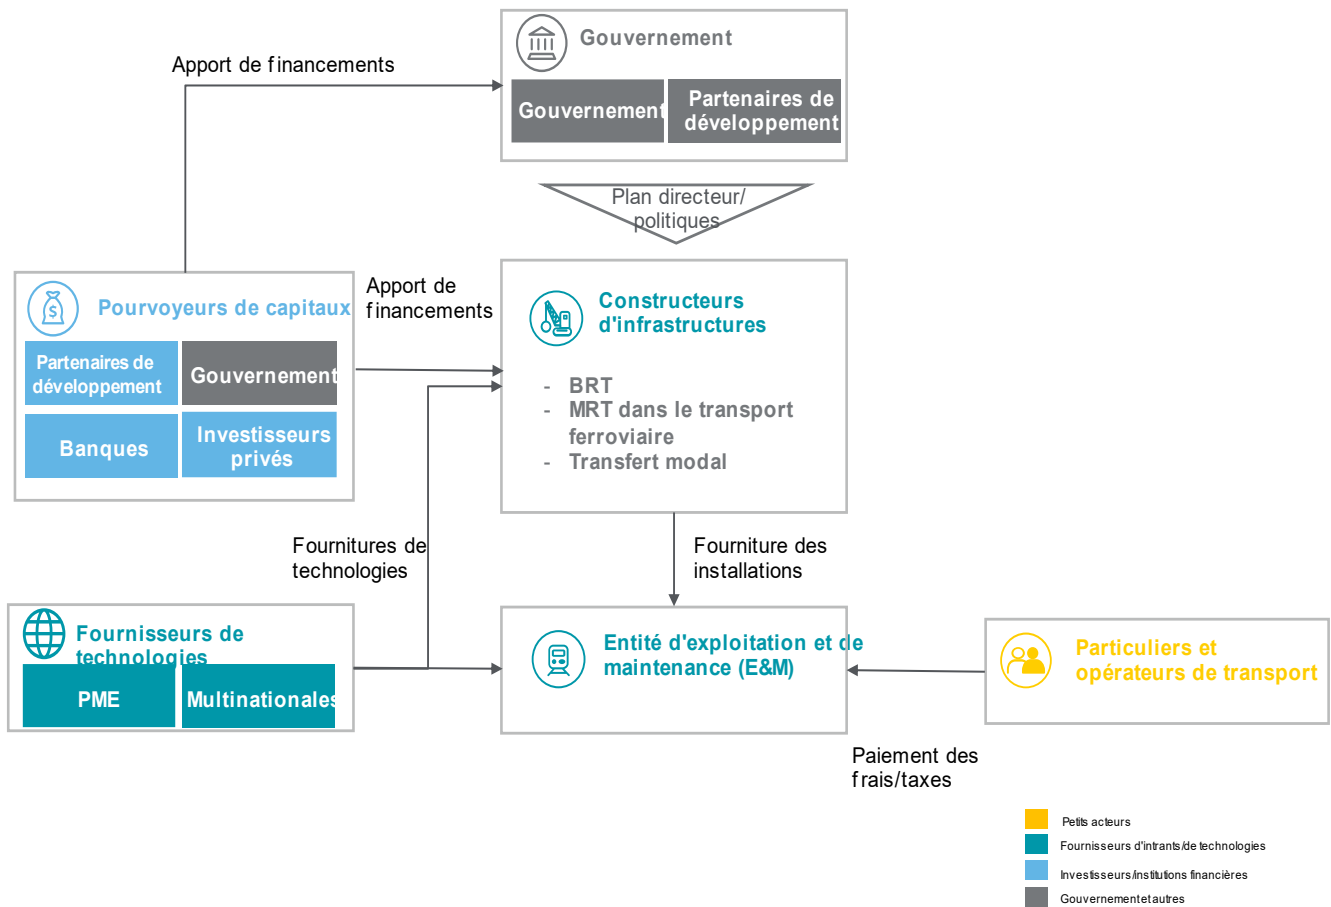 Gouvernement
Apport de financements
Gouvernement
Partenaires de
développement
Plan directeur/
politiques
Pourvoyeurs de capitaux
Apport de
financements
Partenaires de
développement
Gouvernement
Banques
Investisseurs
privés
Constructeurs
d'infrastructures
- BRT
- MRT dans le transport
ferroviaire
- Transfert modal
Fournitures de
technologies
Fourniture des
installations
Fournisseurs de
technologies
PME
Multinationales
Entité d'exploitation et de
maintenance (E&M)
Particuliers et
opérateurs de transport
Paiement des
frais/taxes
Petits acteurs
Fournisseurs d'intrants/de technologies
Investisseurs/institutions financières
Gouvernement et autres